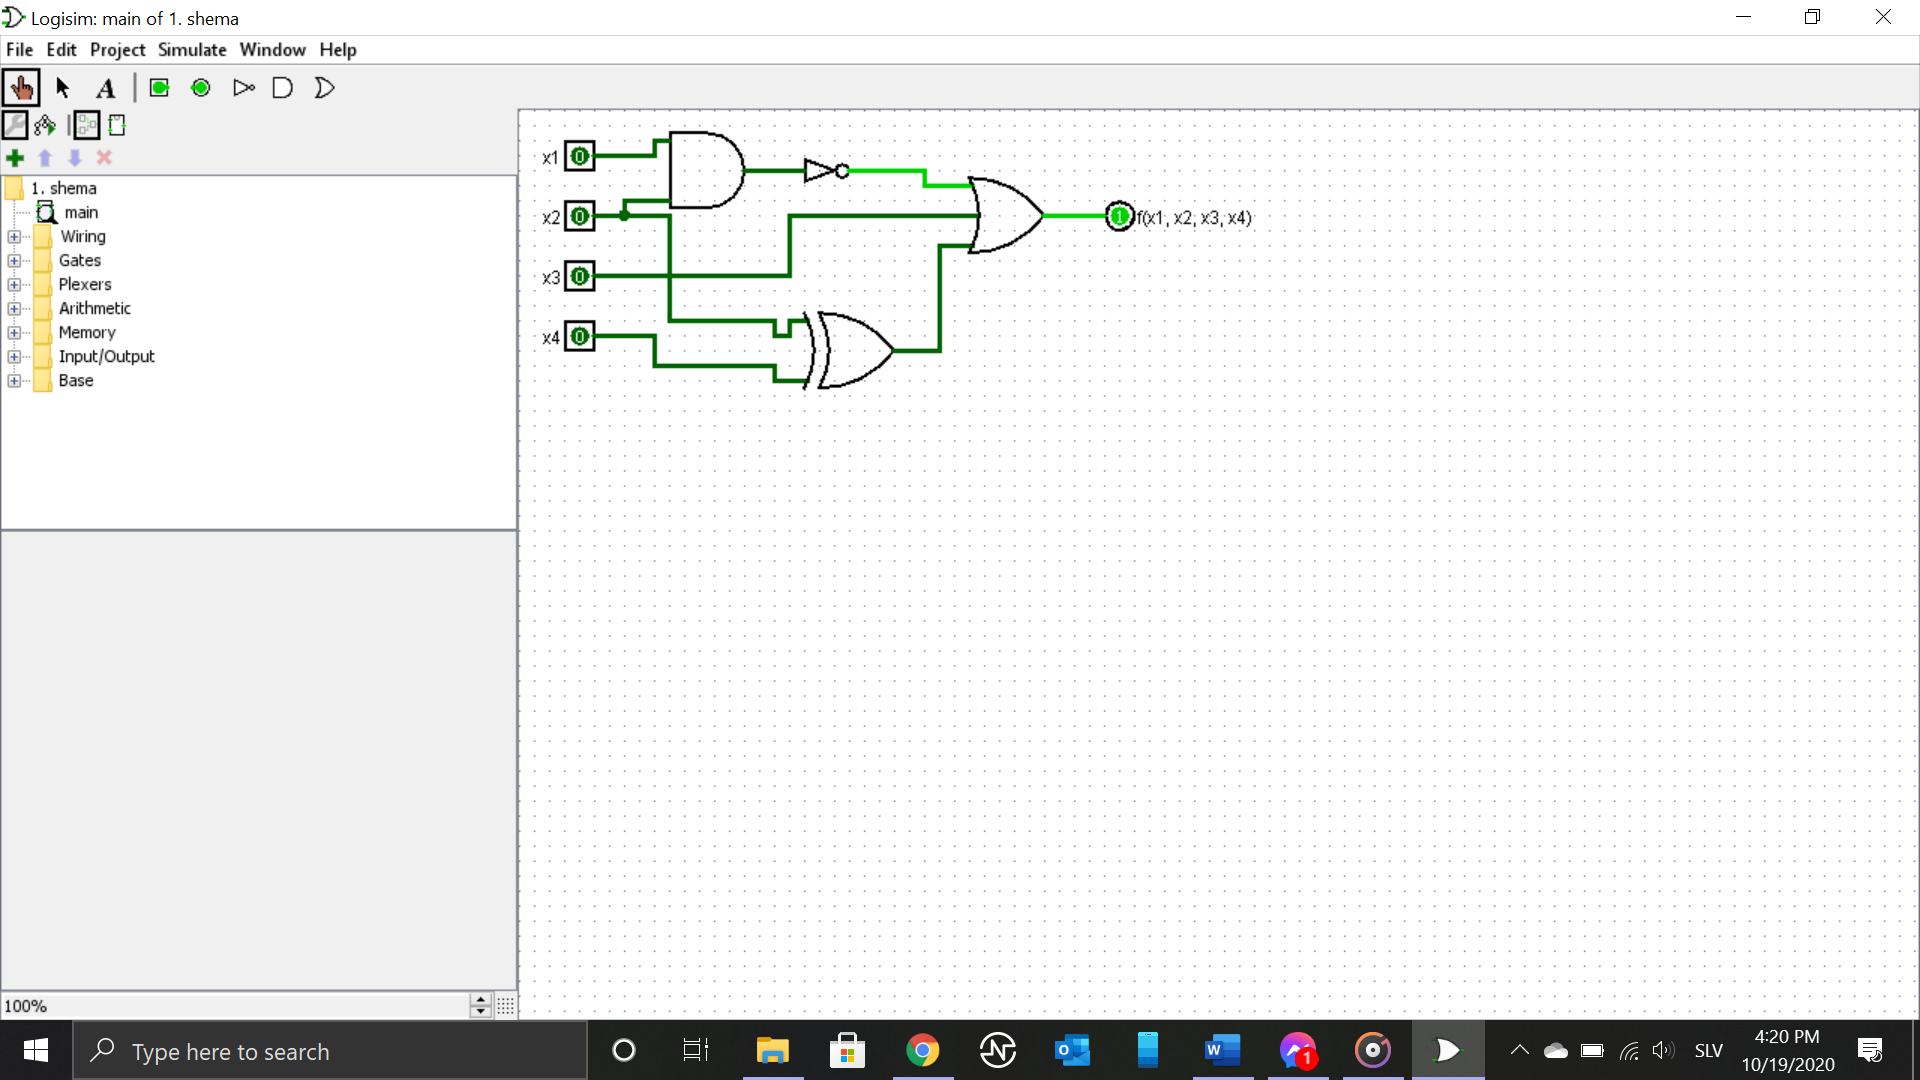 Logisim: main of 1. shema
File Edit Project Simulate Window Help
A
x1 0
x2 0
x3 0
x4 0
1 f(x1, x2, x3, x4)
1. shema
main
Wiring
Gates
Plexers
Arithmetic
Memory
Input/Output
Base
100%
Type here to search
1
SLV
4:20 PM
10/19/2020